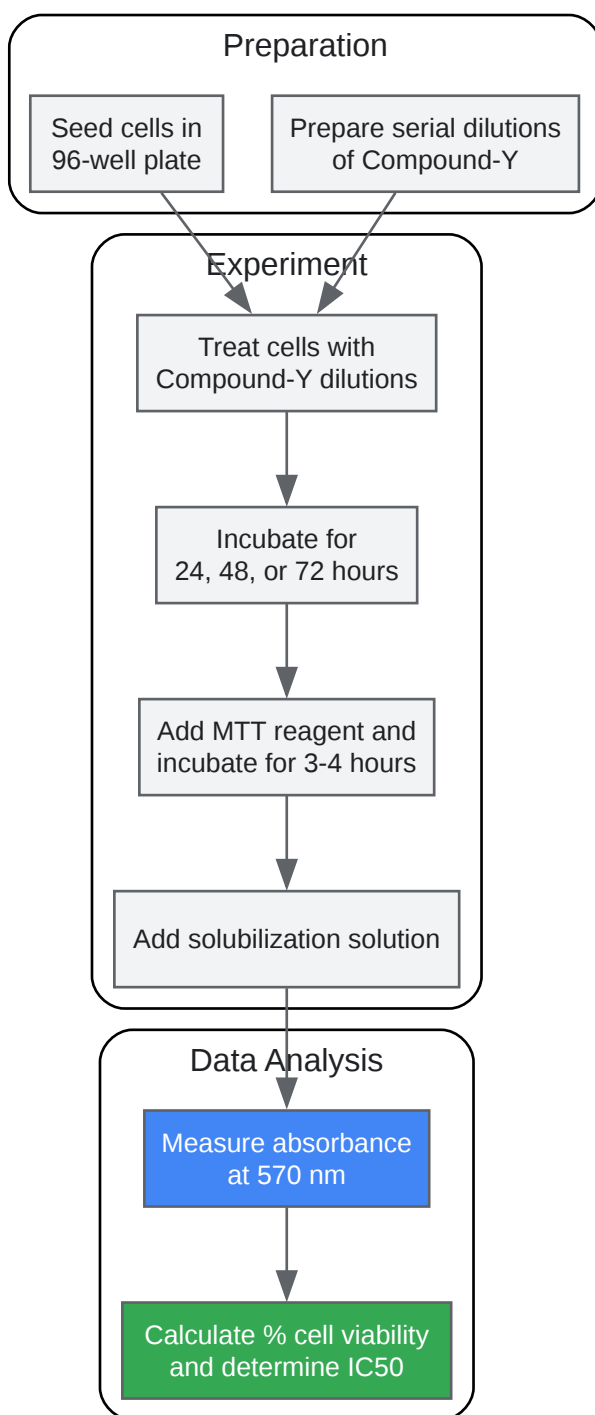 Preparation
Seed cells in
96-well plate
Prepare serial dilutions
of Compound-Y
Experiment
Treat cells with
Compound-Y dilutions
Incubate for
24, 48, or 72 hours
Add MTT reagent and
incubate for 3-4 hours
Add solubilization solution
Data Analysis
Measure absorbance
at 570 nm
Calculate % cell viability
and determine IC50